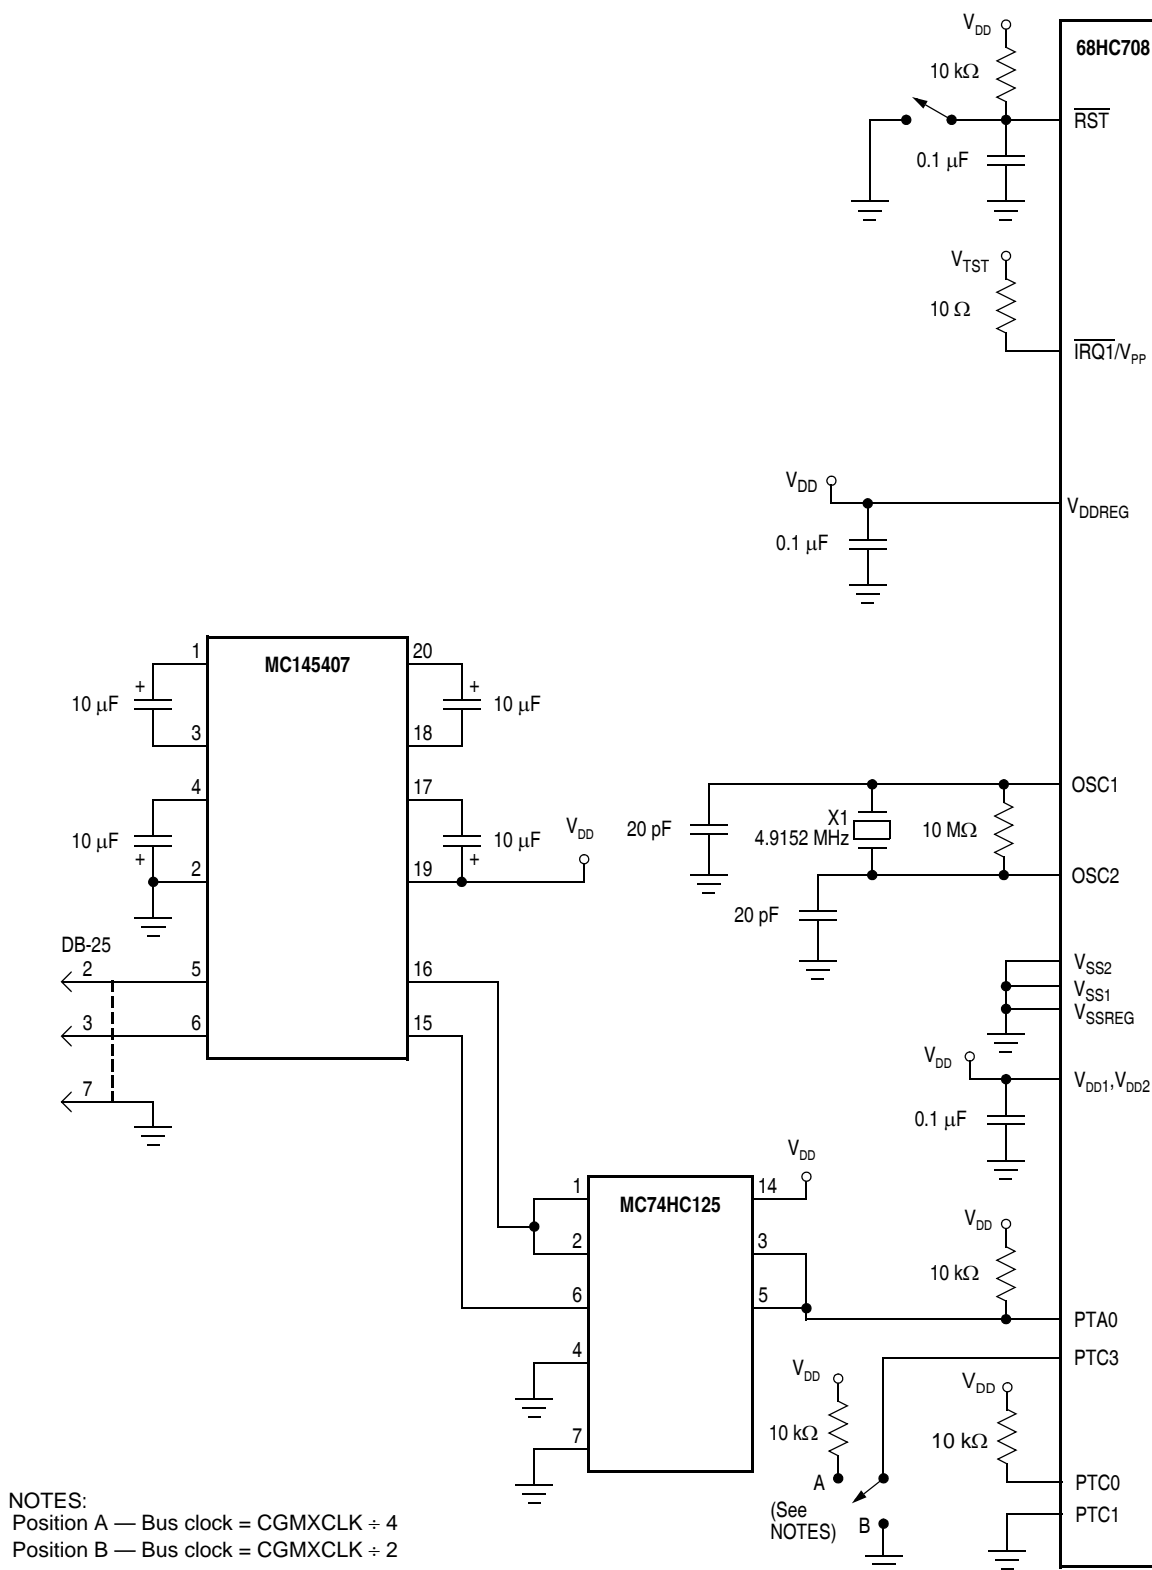 V_DD
68HC708
10 kΩ
RST
0.1 µF
V_TST
10 Ω
IRQ1/V_PP
V_DD
V_DDREG
0.1 µF
1
MC145407
20
+
10 µF
+
10 µF
3
18
4
17
10 µF
+
10 µF
+
V_DD
2
19
OSC1
20 pF
X1
4.9152 MHz
10 MΩ
OSC2
20 pF
DB-25
2
5
16
3
6
15
7
V_SS2
V_SS1
V_SSREG
V_DD
V_DD1,V_DD2
0.1 µF
V_DD
1
MC74HC125
14
2
3
6
5
4
7
V_DD
10 kΩ
PTA0
PTC3
V_DD
10 kΩ
V_DD
10 kΩ
A
(See
NOTES)
B
PTC0
PTC1
NOTES:
Position A — Bus clock = CGMXCLK ÷ 4
Position B — Bus clock = CGMXCLK ÷ 2